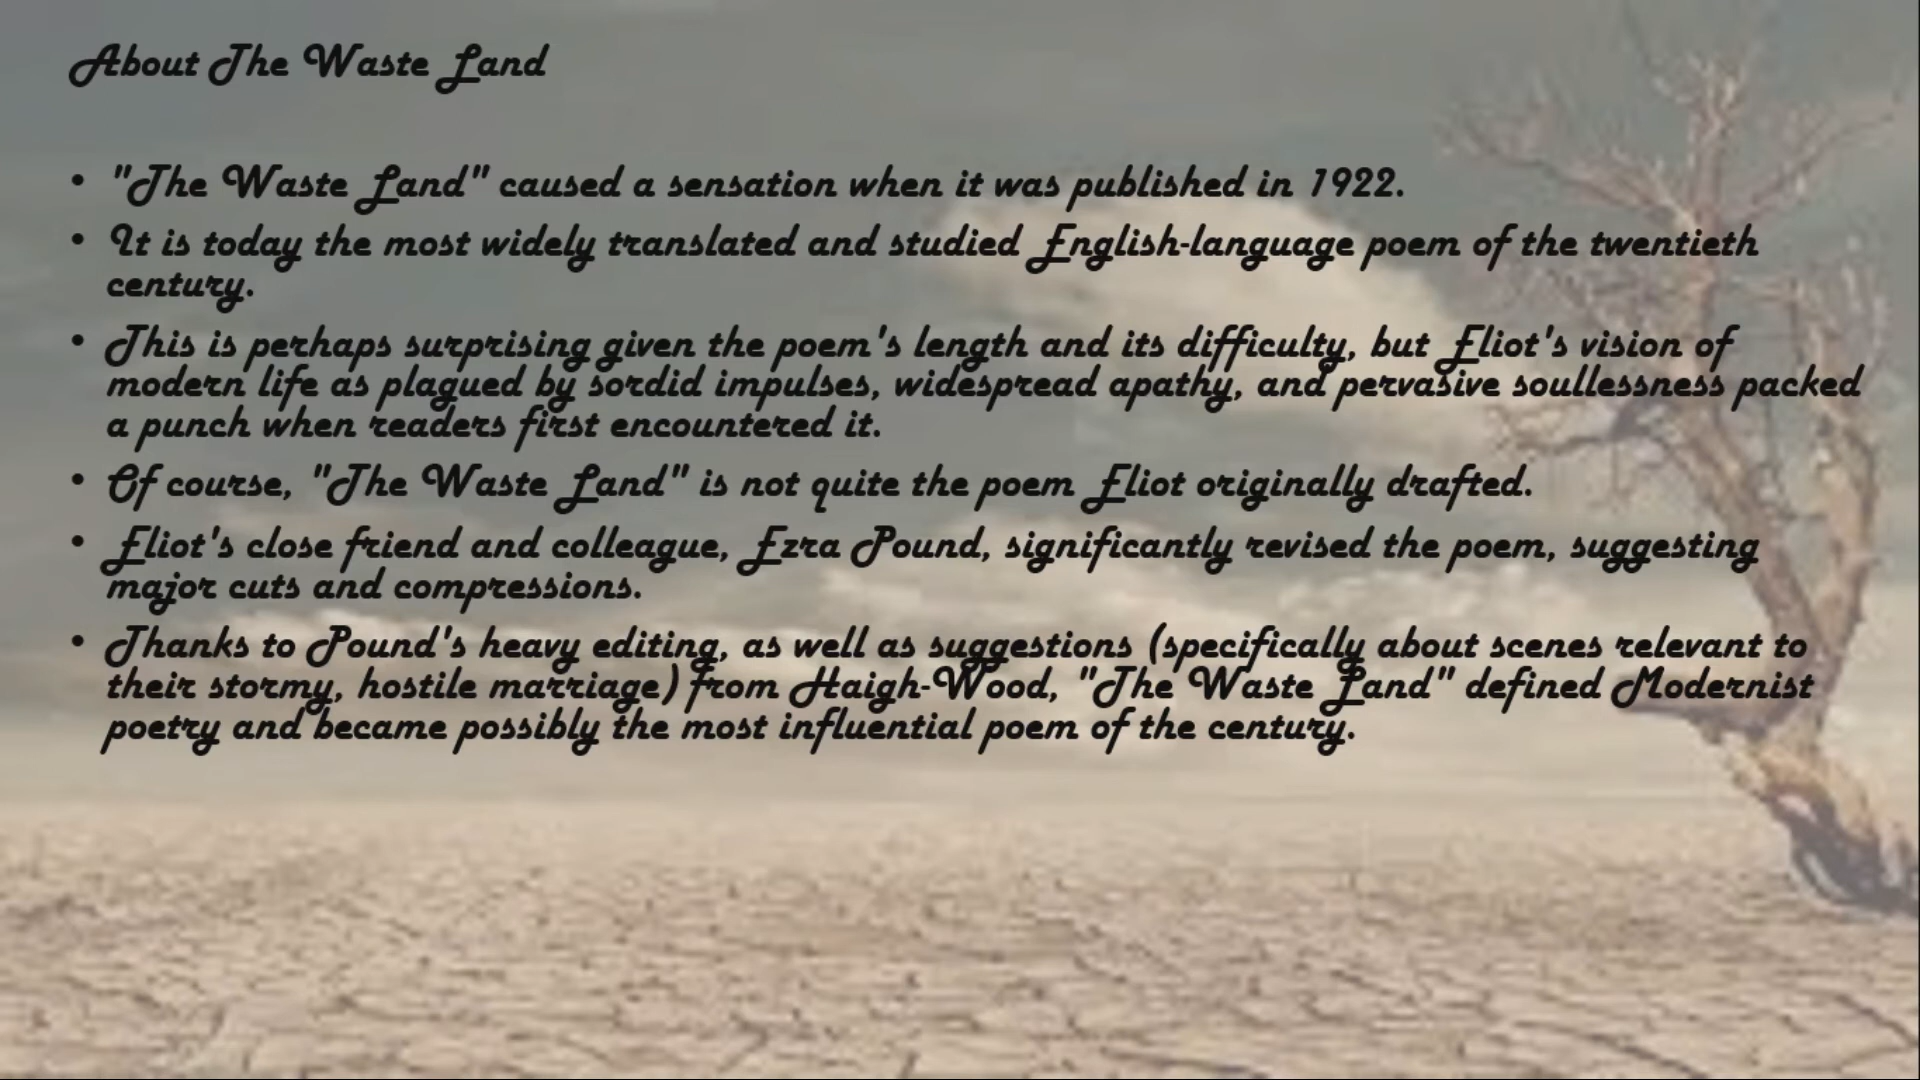 About The Waste Land
• "The Waste Land" caused a sensation when it was published in 1922.
• It is today the most widely translated and studied English-language poem of the twentieth
century.
• This is perhaps surprising given the poem's length and its difficulty, but Eliot's vision of
modern life as plagued by sordid impulses, widespread apathy, and pervasive soullessness packed
a punch when readers first encountered it.
• Of course, "The Waste Land" is not quite the poem Eliot originally drafted.
• Eliot's close friend and colleague, Ezra Pound, significantly revised the poem, suggesting
major cuts and compressions.
• Thanks to Pound's heavy editing, as well as suggestions (specifically about scenes relevant to
their stormy, hostile marriage) from Haigh-Wood, "The Waste Land" defined Modernist
poetry and became possibly the most influential poem of the century.